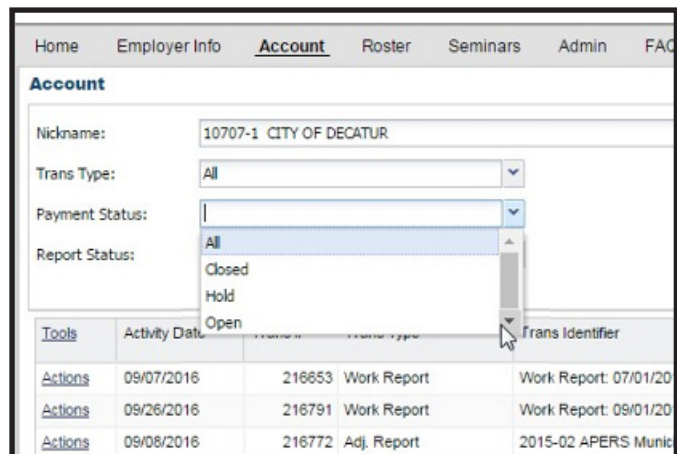 Home Employer Info Account Roster Seminars Admin FAQ
Account
Nickname: 10707-1 CITY OF DECATUR
Trans Type: All
Payment Status:
All
Report Status:
Closed
Hold
Open
Tools Activity Date Trans Type Trans Identifier
Actions 09/07/2016 216653 Work Report Work Report: 07/01/20
Actions 09/26/2016 216791 Work Report Work Report: 09/01/20
Actions 09/08/2016 216772 Adj. Report 2015-02 APERS Munic